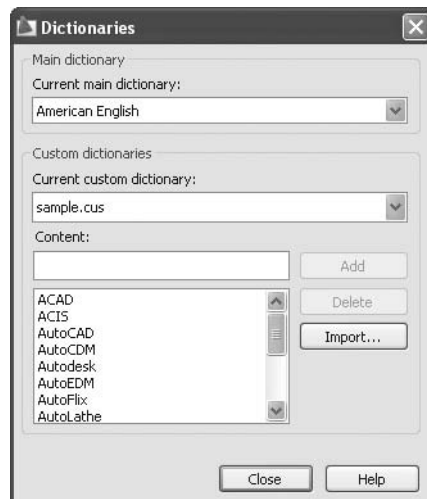 Dictionaries
Main dictionary
Current main dictionary:
American English
Custom dictionaries
Current custom dictionary:
sample.cus
Content:
Add
ACAD
ACIS
AutoCAD
AutoCDM
Autodesk
AutoEDM
AutoFlix
AutoLathe
Delete
Import...
Close
Help